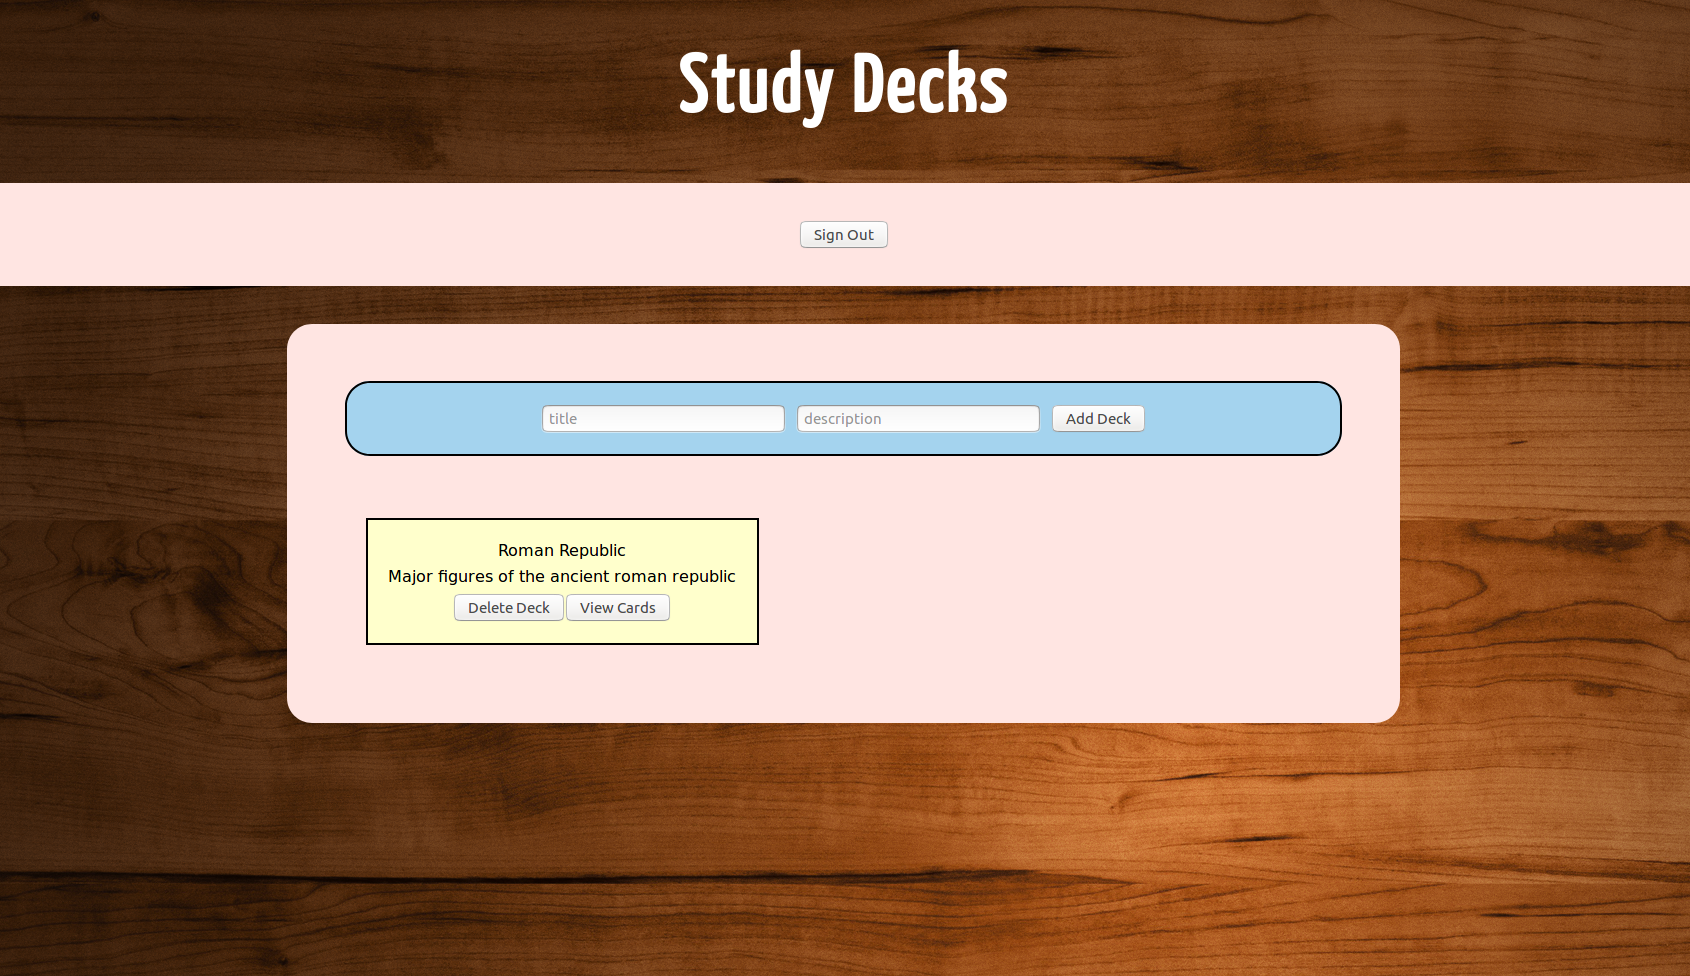 Study Decks
Sign Out
title description Add Deck
Roman Republic
Major figures of the ancient roman republic
Delete Deck View Cards